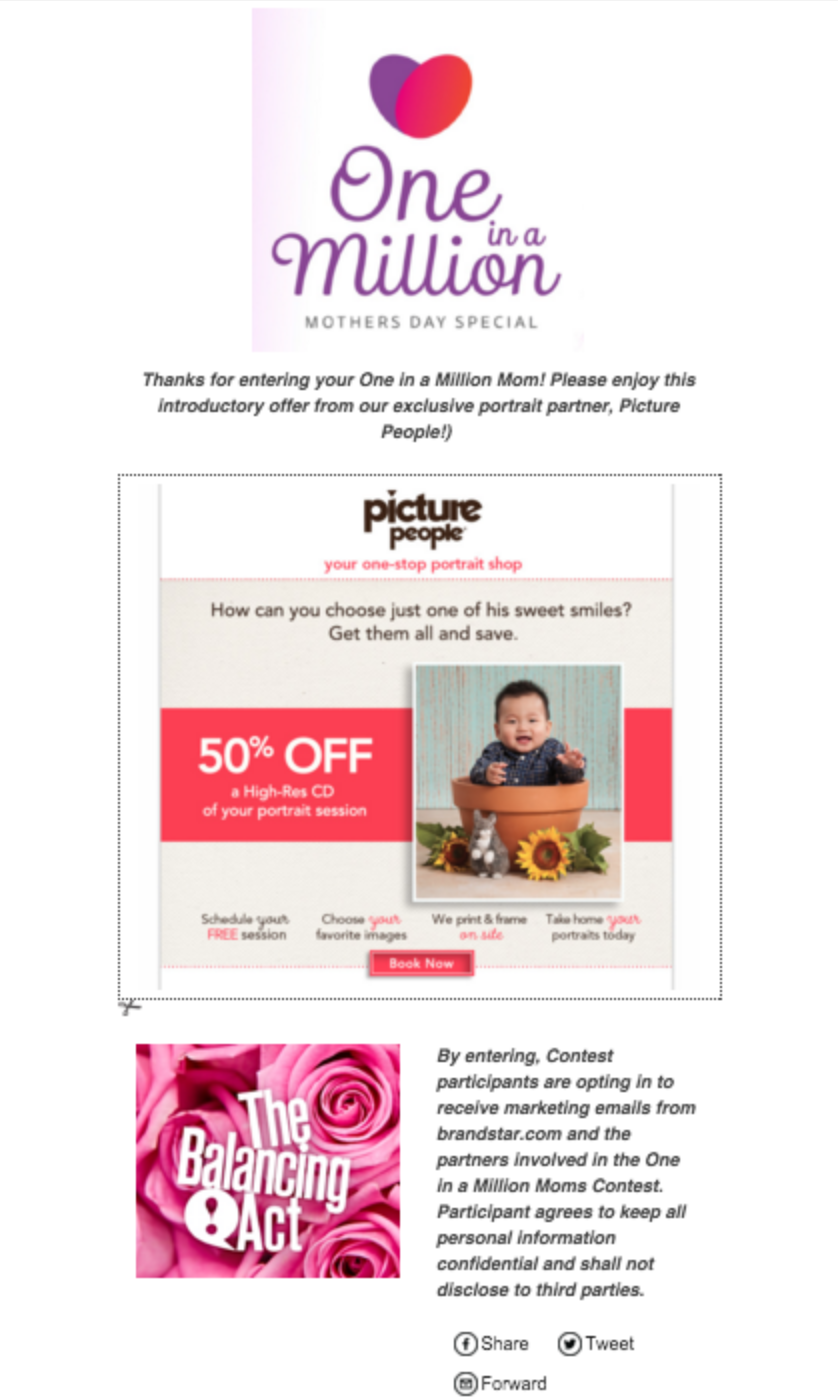 One
in a
Million
MOTHERS DAY SPECIAL
Thanks for entering your One in a Million Mom! Please enjoy this
introductory offer from our exclusive portrait partner, Picture
People!)
picture
people
your one-stop portrait shop
How can you choose just one of his sweet smiles?
Get them all and save.
50% OFF
a High-Res CD
of your portrait session
Schedule your
FREE session
Choose your
favorite images
We print & frame
on site
Take home your
portraits today
Book Now
The
Balancing
Act
By entering, Contest
participants are opting in to
receive marketing emails from
brandstar.com and the
partners involved in the One
in a Million Moms Contest.
Participant agrees to keep all
personal information
confidential and shall not
disclose to third parties.
Share
Tweet
Forward